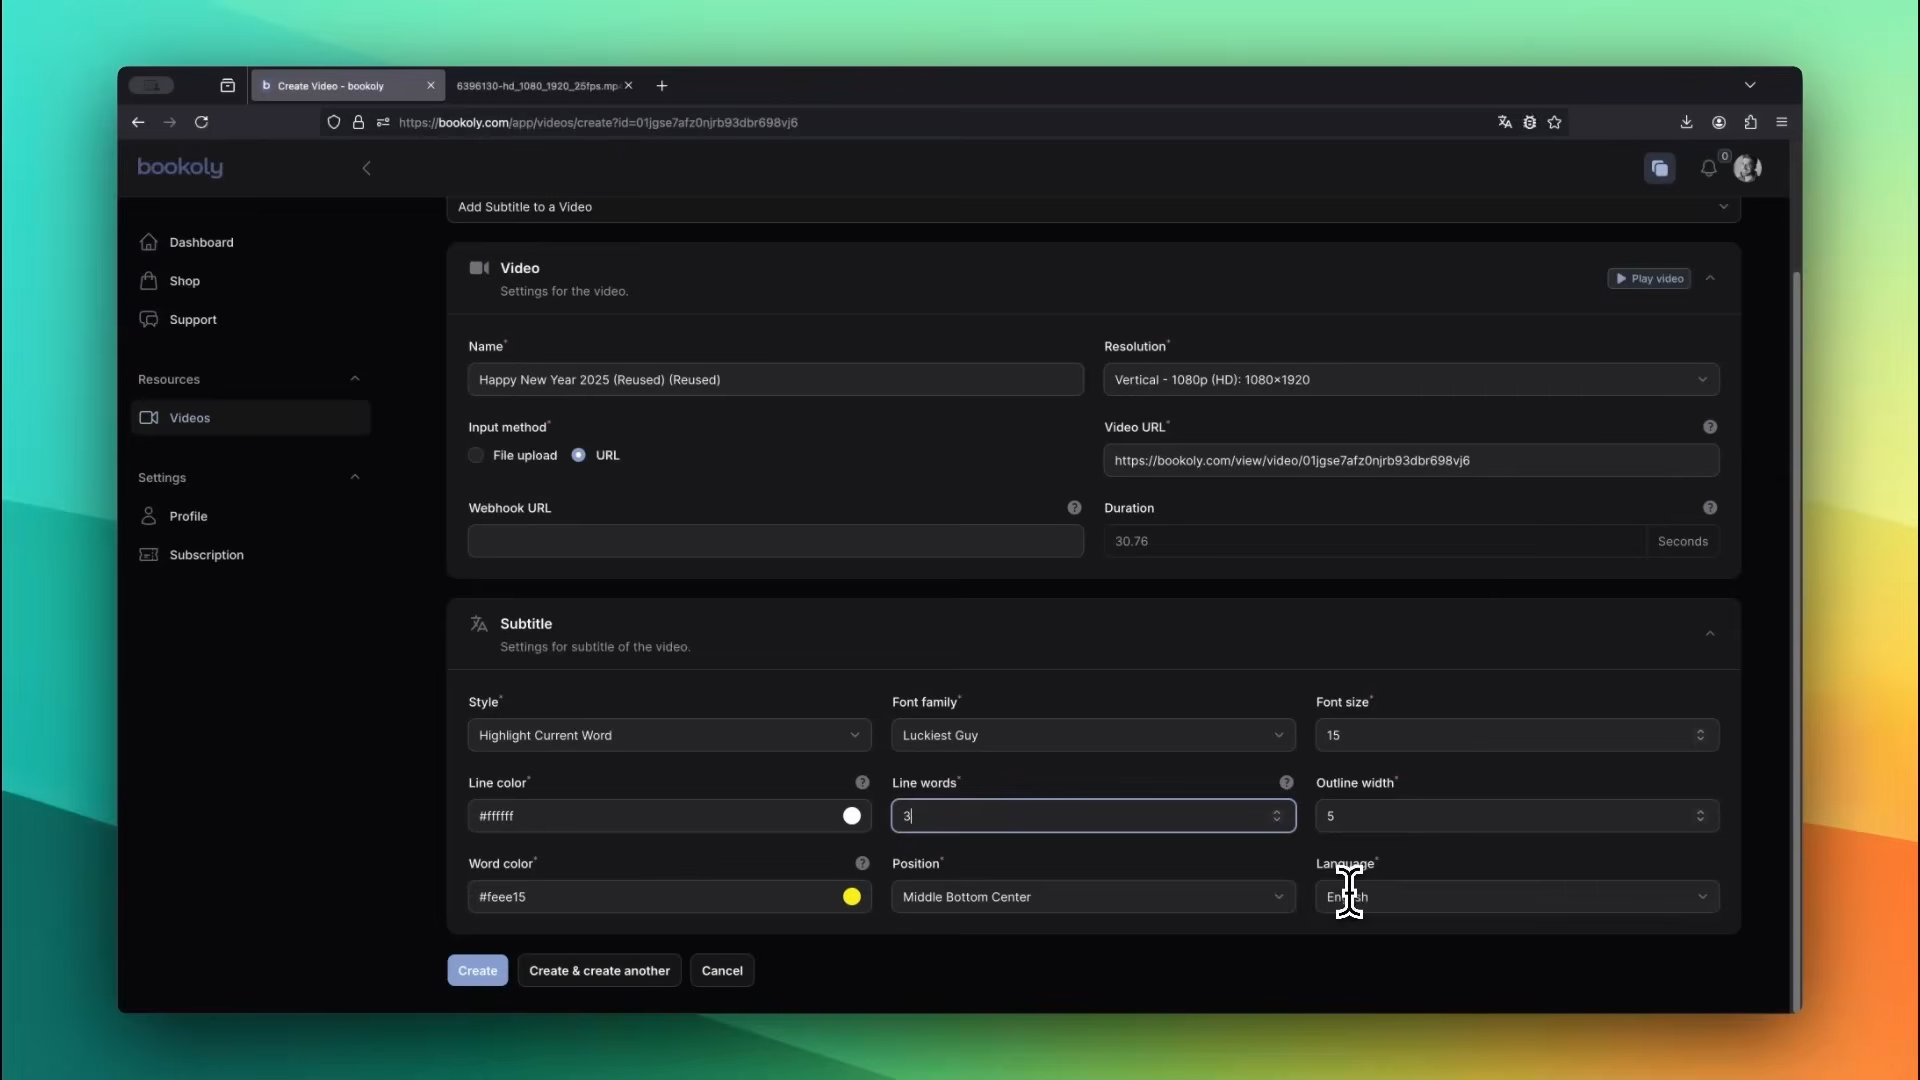 Create Video - bookoly
6396130-hd_1080_1920_25fps.mp
https://bookoly.com/app/videos/create?id=01jgse7afz0njrb93dbr698vj6
bookoly
0
Dashboard
Shop
Support
Resources
Videos
Settings
Profile
Subscription
Add Subtitle to a Video
Video
Settings for the video.
Play video
Name*
Resolution*
Happy New Year 2025 (Reused) (Reused)
Vertical - 1080p (HD): 1080×1920
Input method*
Video URL*
File upload
URL
https://bookoly.com/view/video/01jgse7afz0njrb93dbr698vj6
Webhook URL
Duration
30.76
Seconds
Subtitle
Settings for subtitle of the video.
Style*
Font family*
Font size*
Highlight Current Word
Luckiest Guy
15
Line color*
Line words*
Outline width*
#ffffff
3
5
Word color*
Position*
Language*
#feee15
Middle Bottom Center
English
Create
Create & create another
Cancel